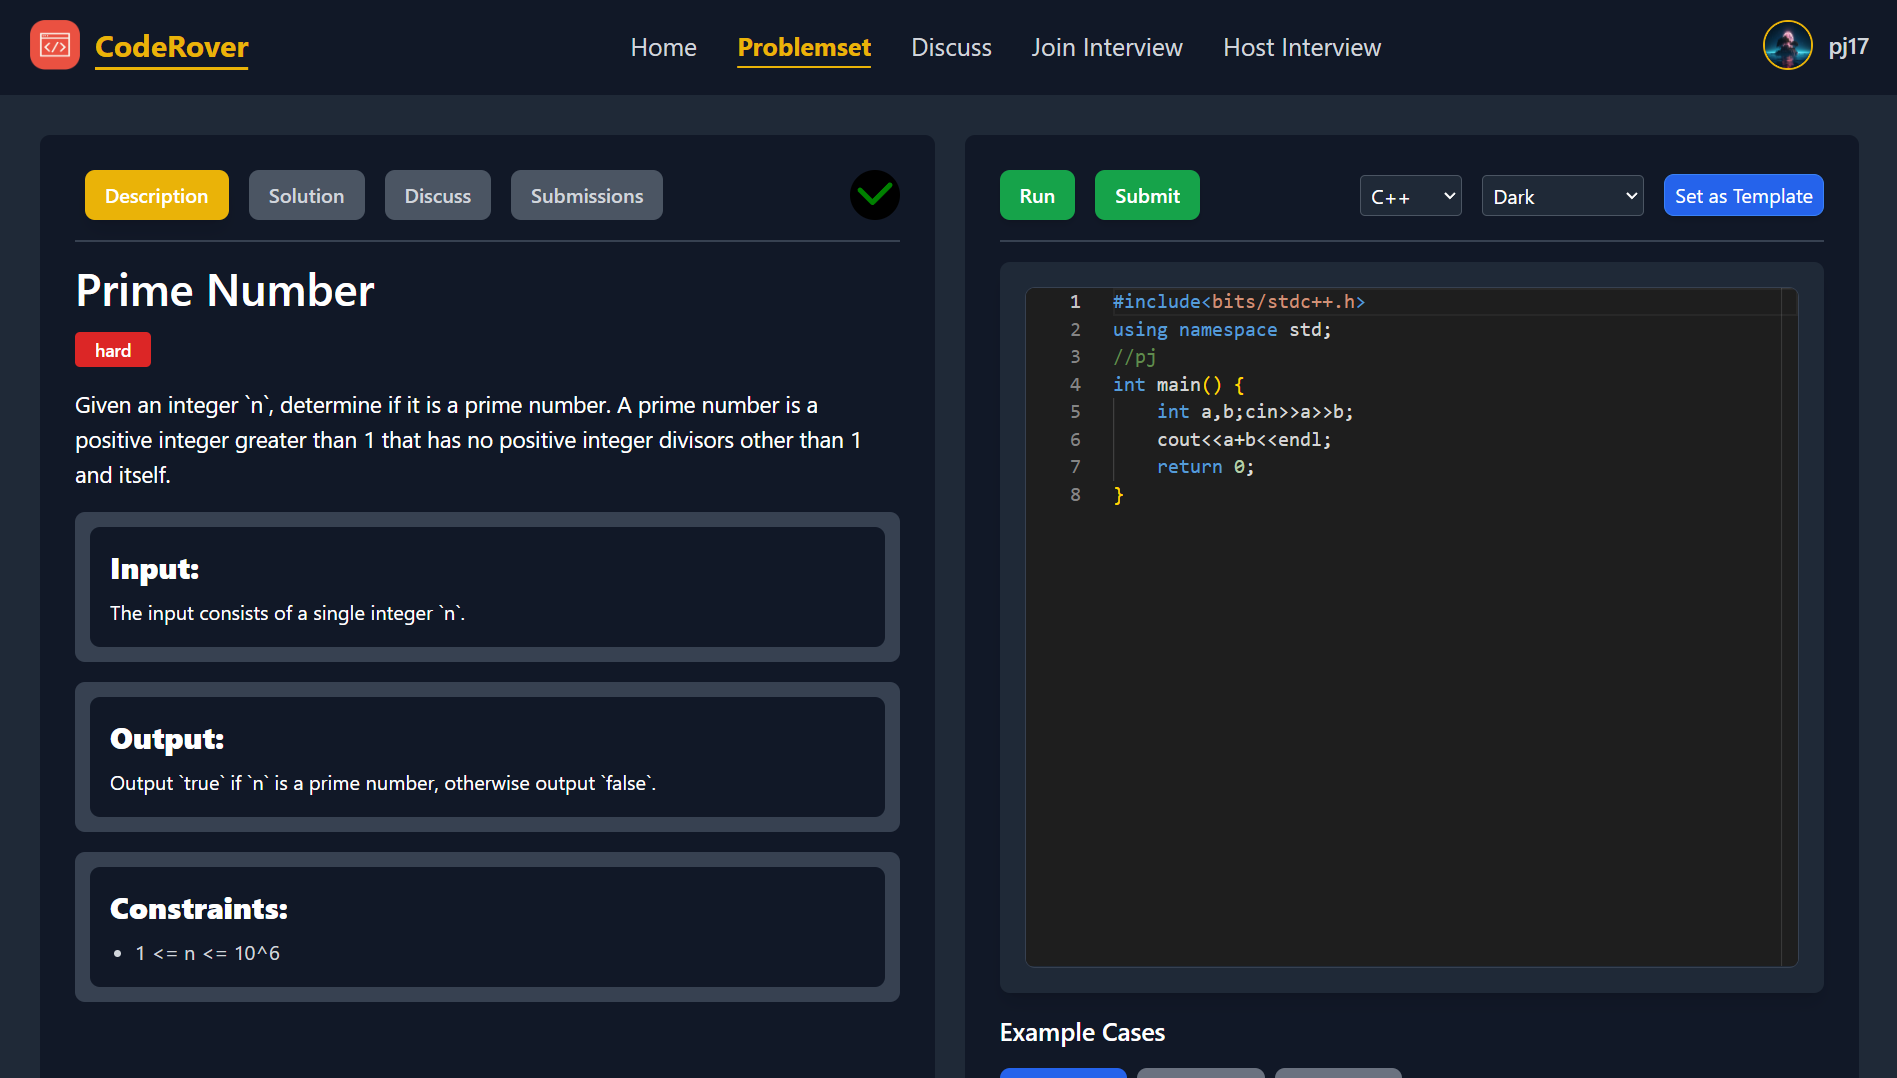 CodeRover
Home Problemset Discuss Join Interview Host Interview
pj17
Description Solution Discuss Submissions
Prime Number
hard
Given an integer `n`, determine if it is a prime number. A prime number is a
positive integer greater than 1 that has no positive integer divisors other than 1
and itself.
Input:
The input consists of a single integer `n`.
Output:
Output `true` if `n` is a prime number, otherwise output `false`.
Constraints:
• 1 <= n <= 10^6
Run Submit C++ Dark Set as Template
1 #include<bits/stdc++.h>
2 using namespace std;
3 //pj
4 int main() {
5     int a,b;cin>>a>>b;
6     cout<<a+b<<endl;
7     return 0;
8 }
Example Cases